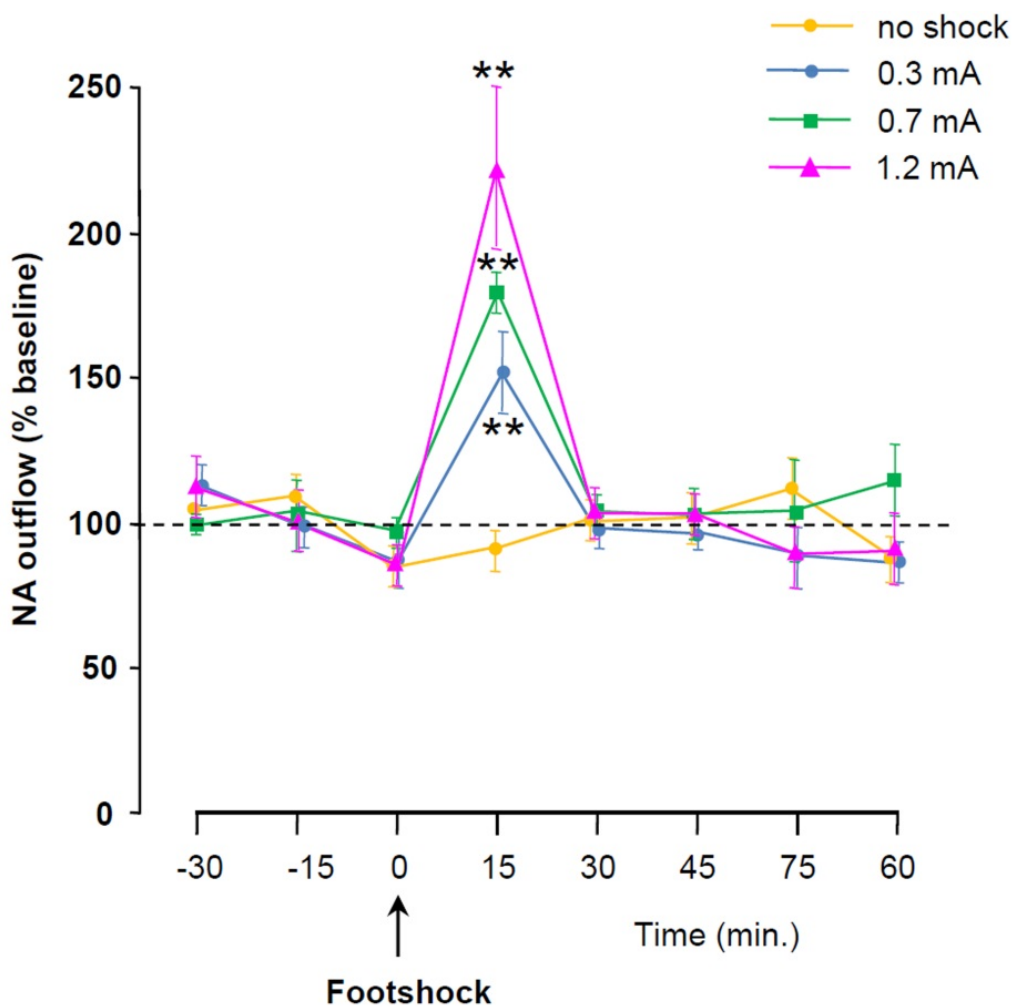 no shock
0.3 mA
0.7 mA
1.2 mA
NA outflow (% baseline)
250
200
150
100
50
0
**
**
**
-30 -15 0 15 30 45 75 60
Time (min.)
Footshock